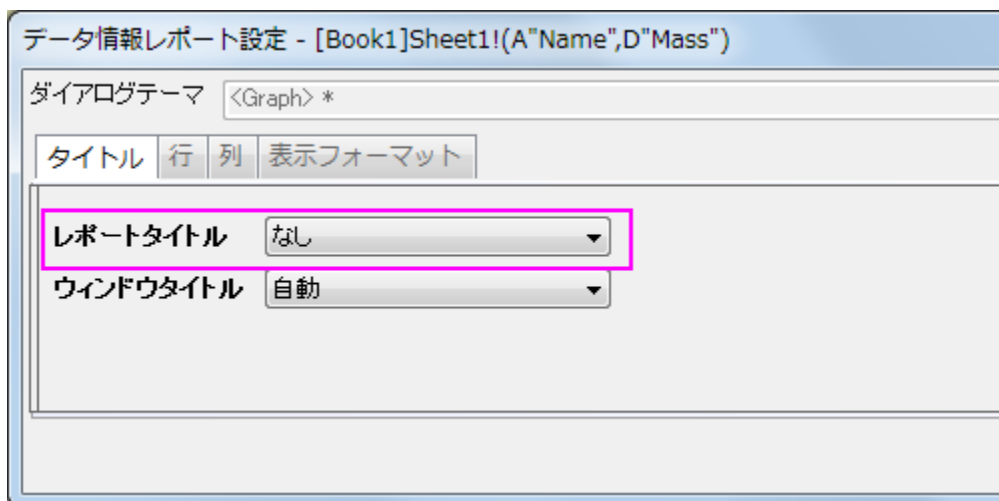 データ情報レポート設定 - [Book1]Sheet1!(A"Name",D"Mass")
ダイアログテーマ <Graph> *
タイトル 行 列 表示フォーマット
レポートタイトル なし
ウィンドウタイトル 自動